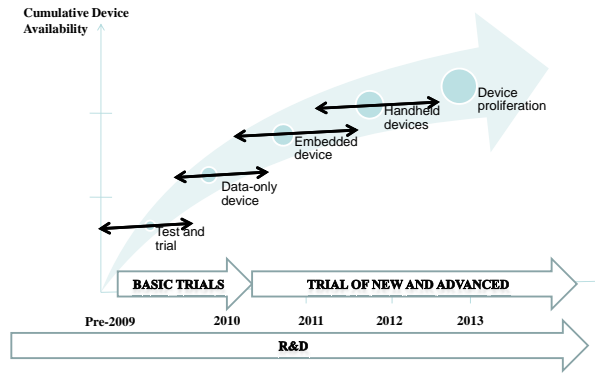 Cumulative Device
Availability
Device
proliferation
Handheld
devices
Embedded
device
Data-only
device
Test and
trial
BASIC TRIALS
TRIAL OF NEW AND ADVANCED
Pre-2009
2010
2011
2012
2013
R&D